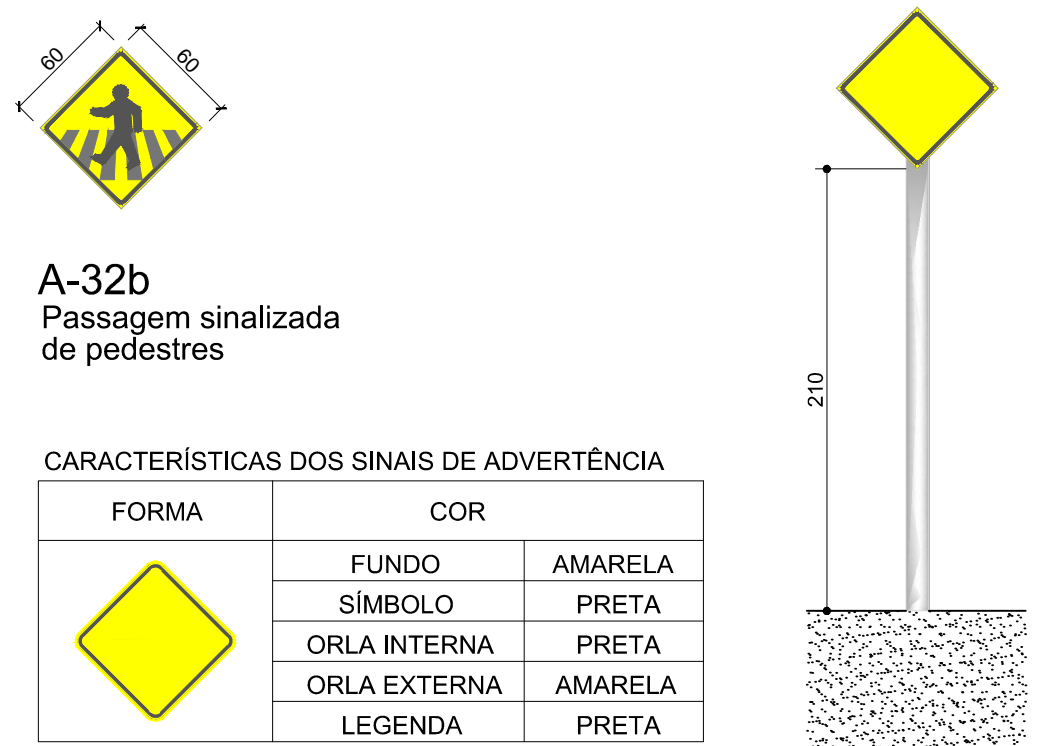 60
60
A-32b
Passagem sinalizada
de pedestres
210
CARACTERÍSTICAS DOS SINAIS DE ADVERTÊNCIA
FORMA COR
FUNDO AMARELA
SÍMBOLO PRETA
ORLA INTERNA PRETA
ORLA EXTERNA AMARELA
LEGENDA PRETA